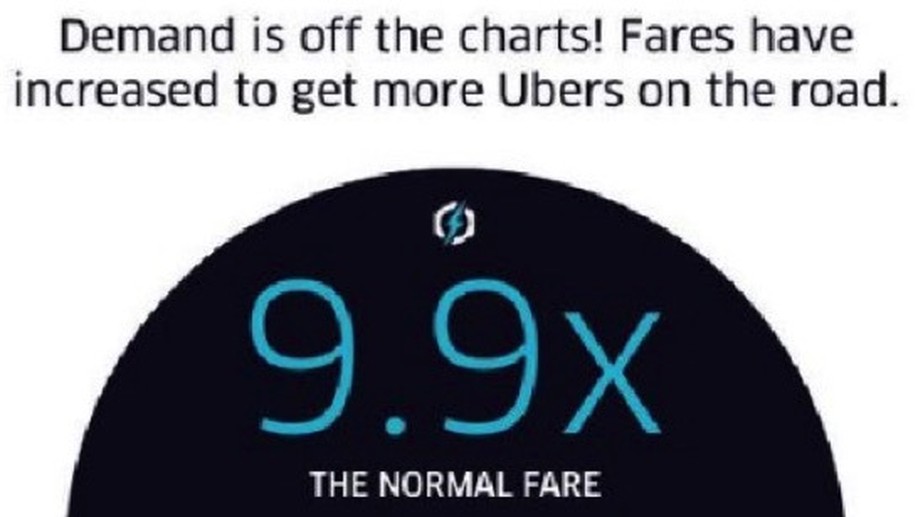 Demand is off the charts! Fares have
increased to get more Ubers on the road.
9.9x
THE NORMAL FARE